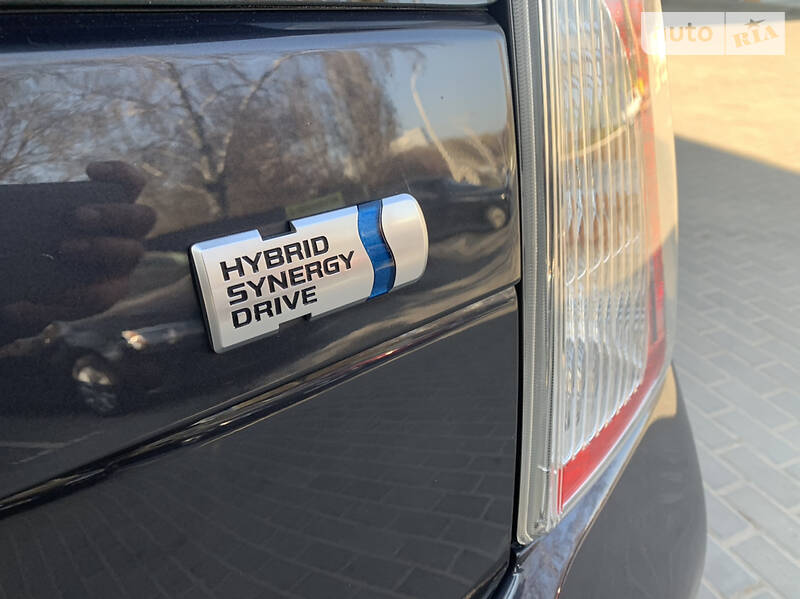 auto RIA
HYBRID
SYNERGY
DRIVE